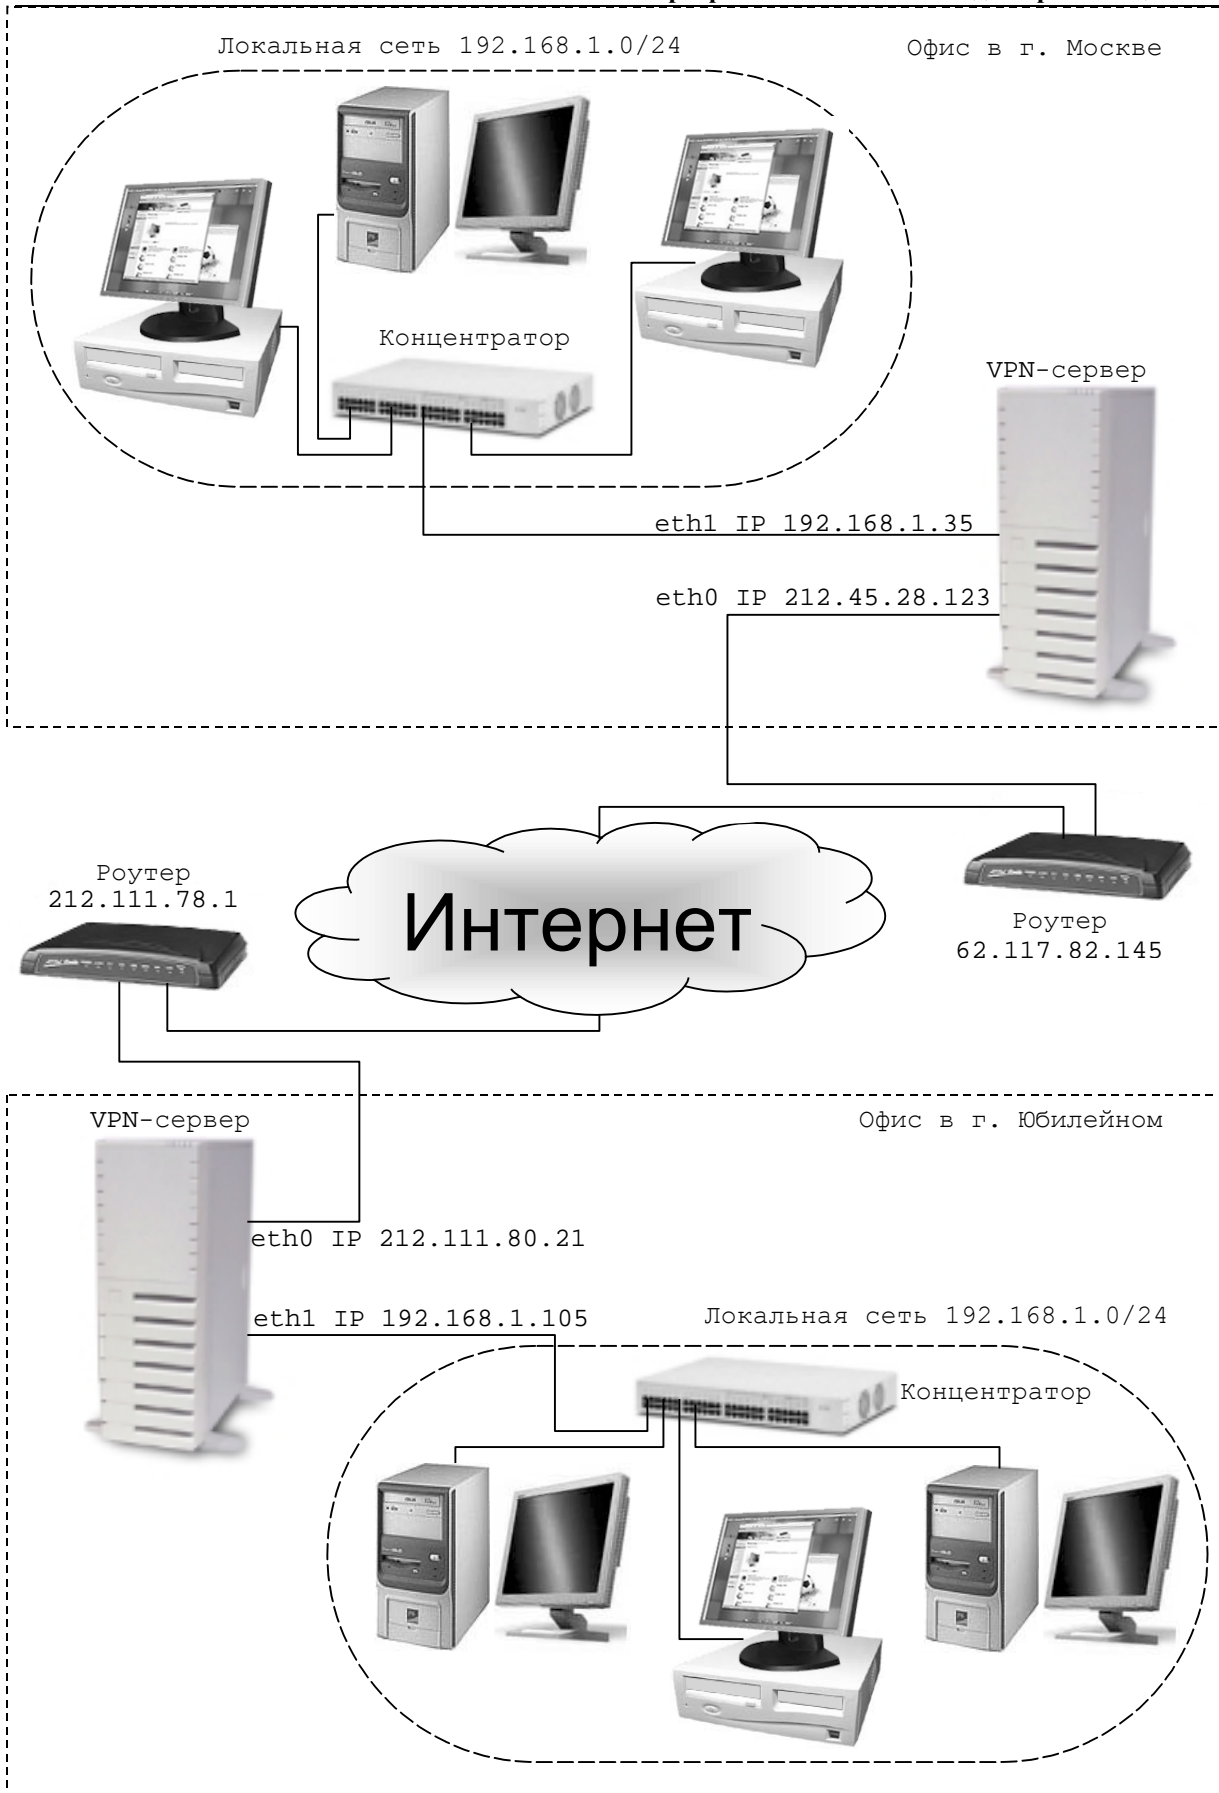 Локальная сеть 192.168.1.0/24
Офис в г. Москве
Концентратор
VPN-сервер
eth1 IP 192.168.1.35
eth0 IP 212.45.28.123
Роутер
212.111.78.1
Интернет
Роутер
62.117.82.145
VPN-сервер
Офис в г. Юбилейном
eth0 IP 212.111.80.21
eth1 IP 192.168.1.105
Локальная сеть 192.168.1.0/24
Концентратор